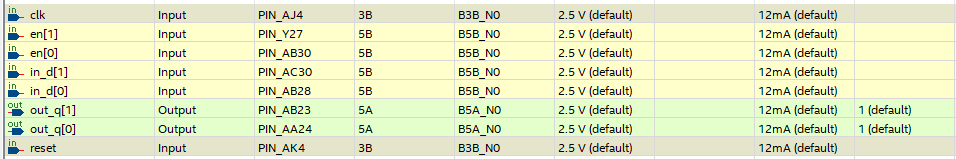 in clk Input PIN_AJ4 3B B3B_N0 2.5 V (default) 12mA (default)
in en[1] Input PIN_Y27 5B B5B_N0 2.5 V (default) 12mA (default)
in en[0] Input PIN_AB30 5B B5B_N0 2.5 V (default) 12mA (default)
in in_d[1] Input PIN_AC30 5B B5B_N0 2.5 V (default) 12mA (default)
in in_d[0] Input PIN_AB28 5B B5B_N0 2.5 V (default) 12mA (default)
out out_q[1] Output PIN_AB23 5A B5A_N0 2.5 V (default) 12mA (default) 1 (default)
out out_q[0] Output PIN_AA24 5A B5A_N0 2.5 V (default) 12mA (default) 1 (default)
in reset Input PIN_AK4 3B B3B_N0 2.5 V (default) 12mA (default)